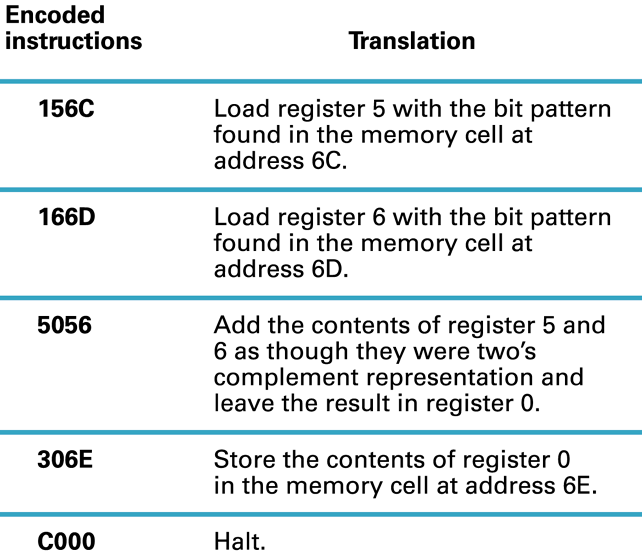 Encoded
instructions
Translation
156C
Load register 5 with the bit pattern
found in the memory cell at
address 6C.
166D
Load register 6 with the bit pattern
found in the memory cell at
address 6D.
5056
Add the contents of register 5 and
6 as though they were two’s
complement representation and
leave the result in register 0.
306E
Store the contents of register 0
in the memory cell at address 6E.
C000
Halt.